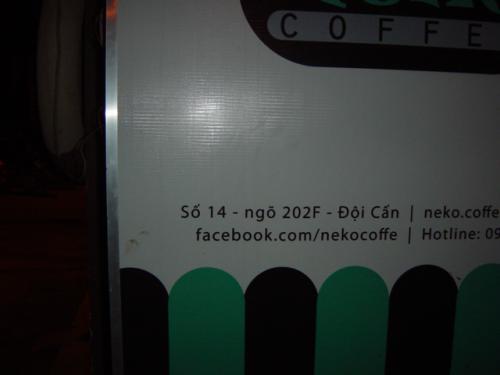 COFFE
Số 14 - ngõ 202F - Đội Cấn | neko.coffe
facebook.com/nekocoffe | Hotline: 09